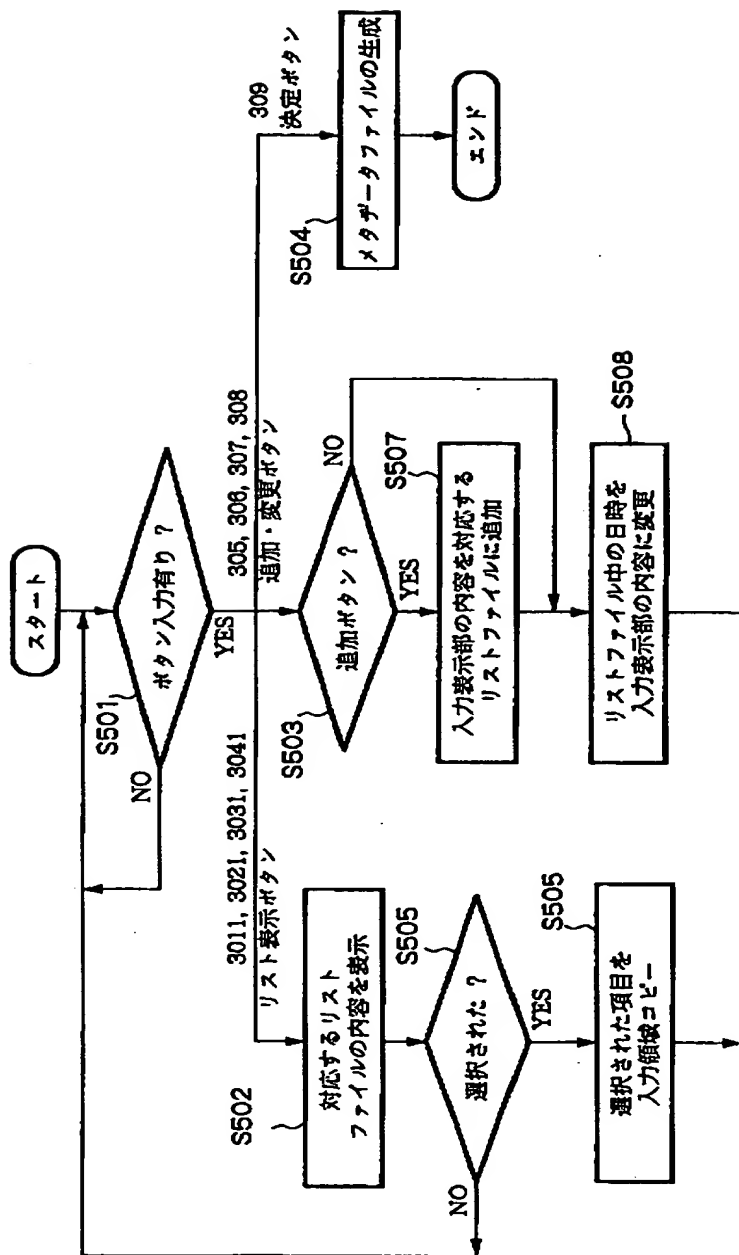 スタート
S501
ボタン入力有り?
NO
YES
3011, 3021, 3031, 3041
リスト表示ボタン
305, 306, 307, 308
追加・変更ボタン
309
決定ボタン
S502
対応するリスト
ファイルの内容を表示
S505
選択された?
NO
YES
S505
選択された項目を
入力領域コピー
S503
追加ボタン?
NO
YES
S507
入力表示部の内容を対応する
リストファイルに追加
S508
リストファイル中の日時を
入力表示部の内容に変更
S504
メタデータファイルの生成
エンド